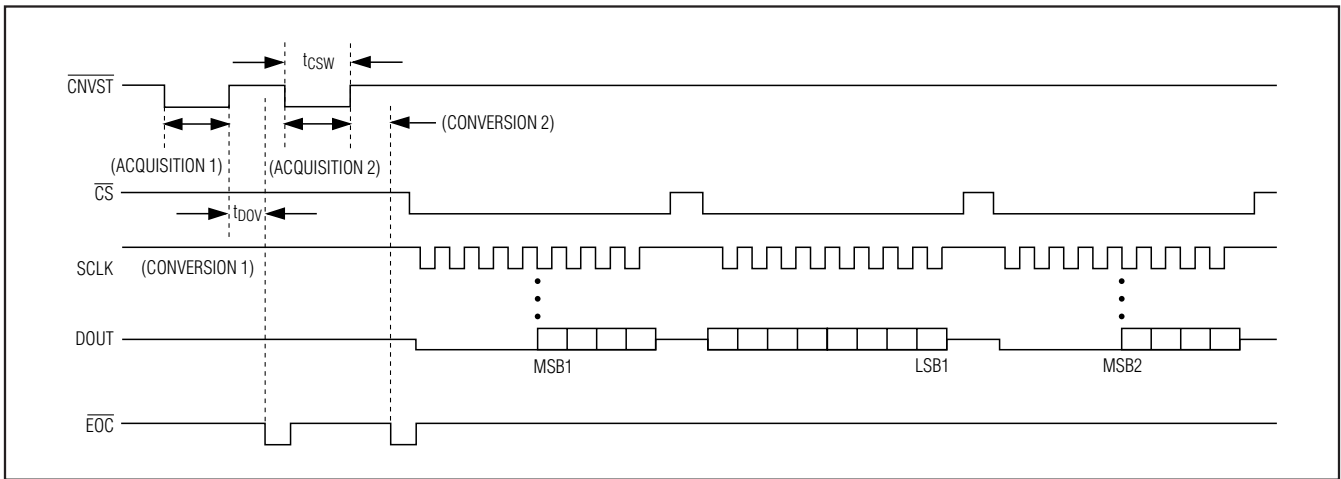 tCSW
CNVST
(CONVERSION 2)
(ACQUISITION 1)
(ACQUISITION 2)
CS
tDOV
SCLK
(CONVERSION 1)
DOUT
MSB1
LSB1
MSB2
EOC